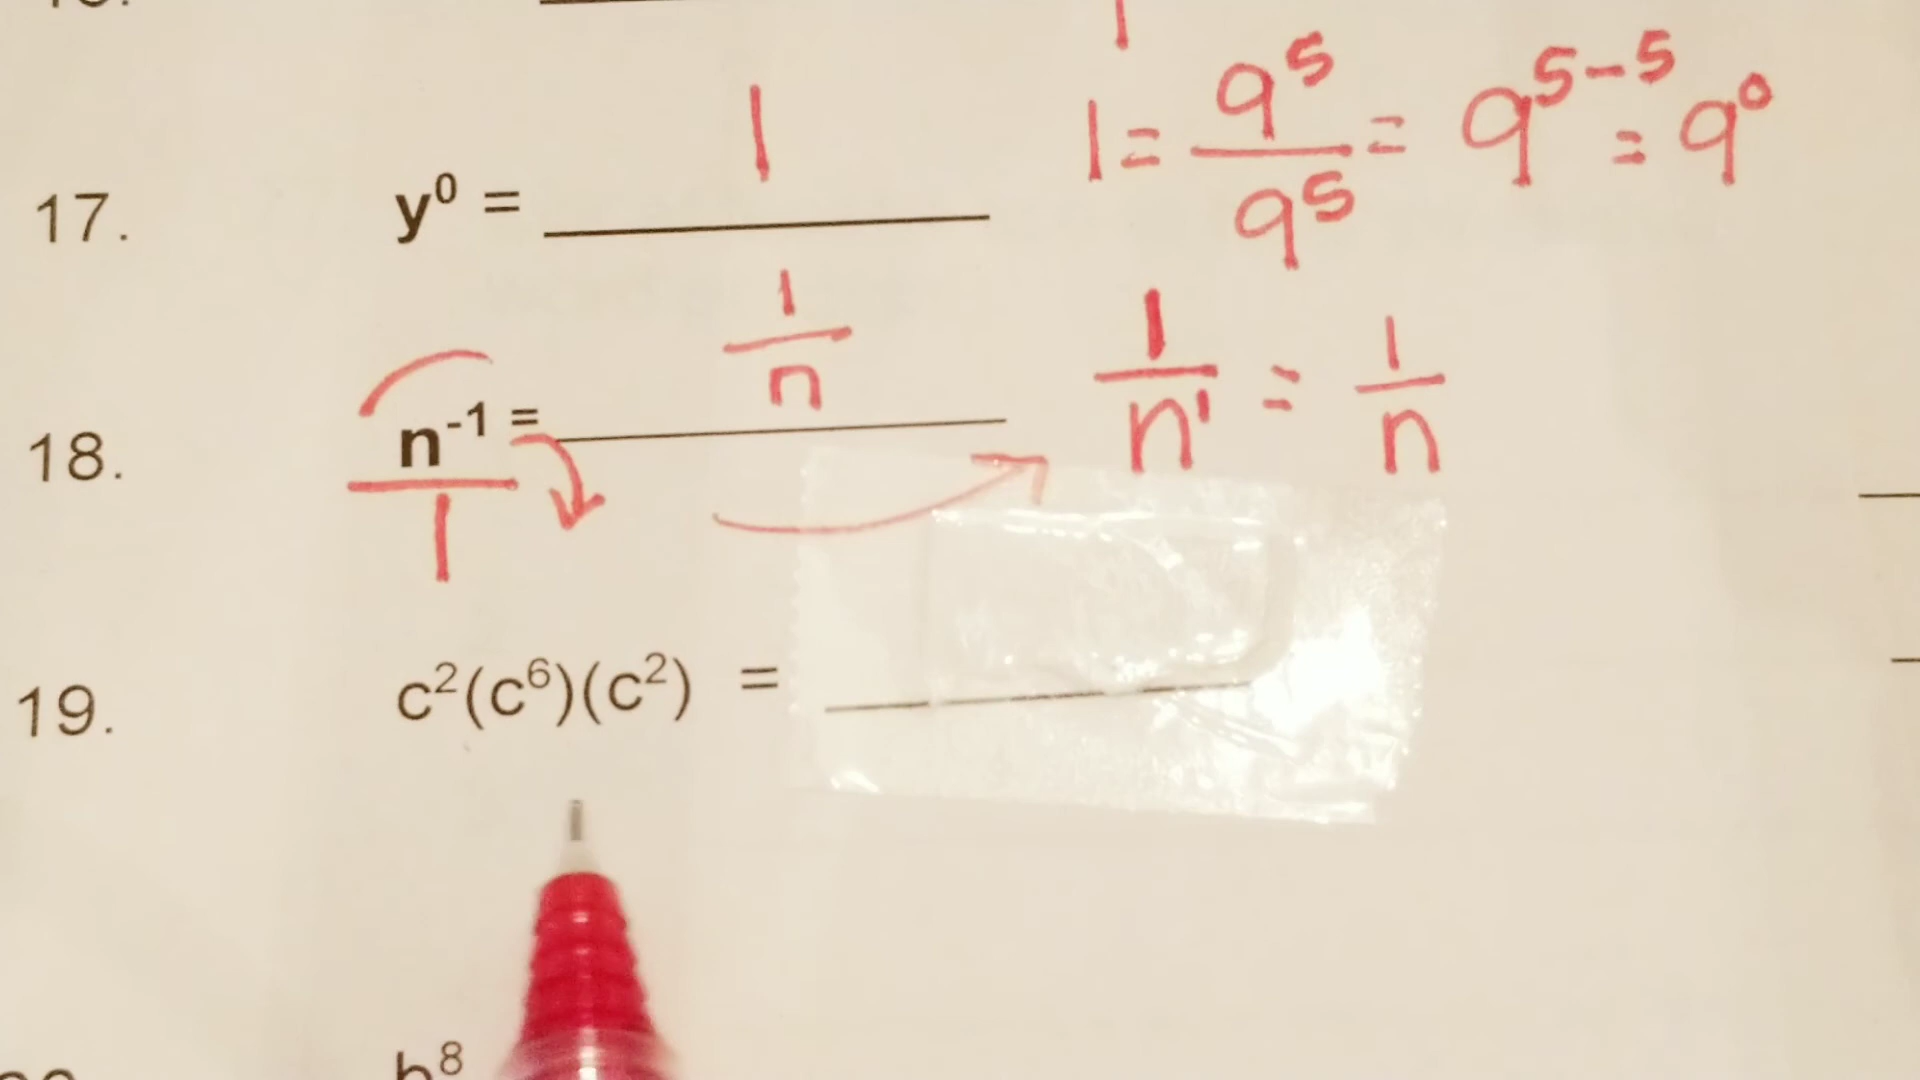 1 = 9⁵/9⁵ = 9⁵⁻⁵ = 9⁰
17. y⁰ = 1
18. n⁻¹/1 = 1/n 1/n¹ = 1/n
19. c²(c⁶)(c²) =